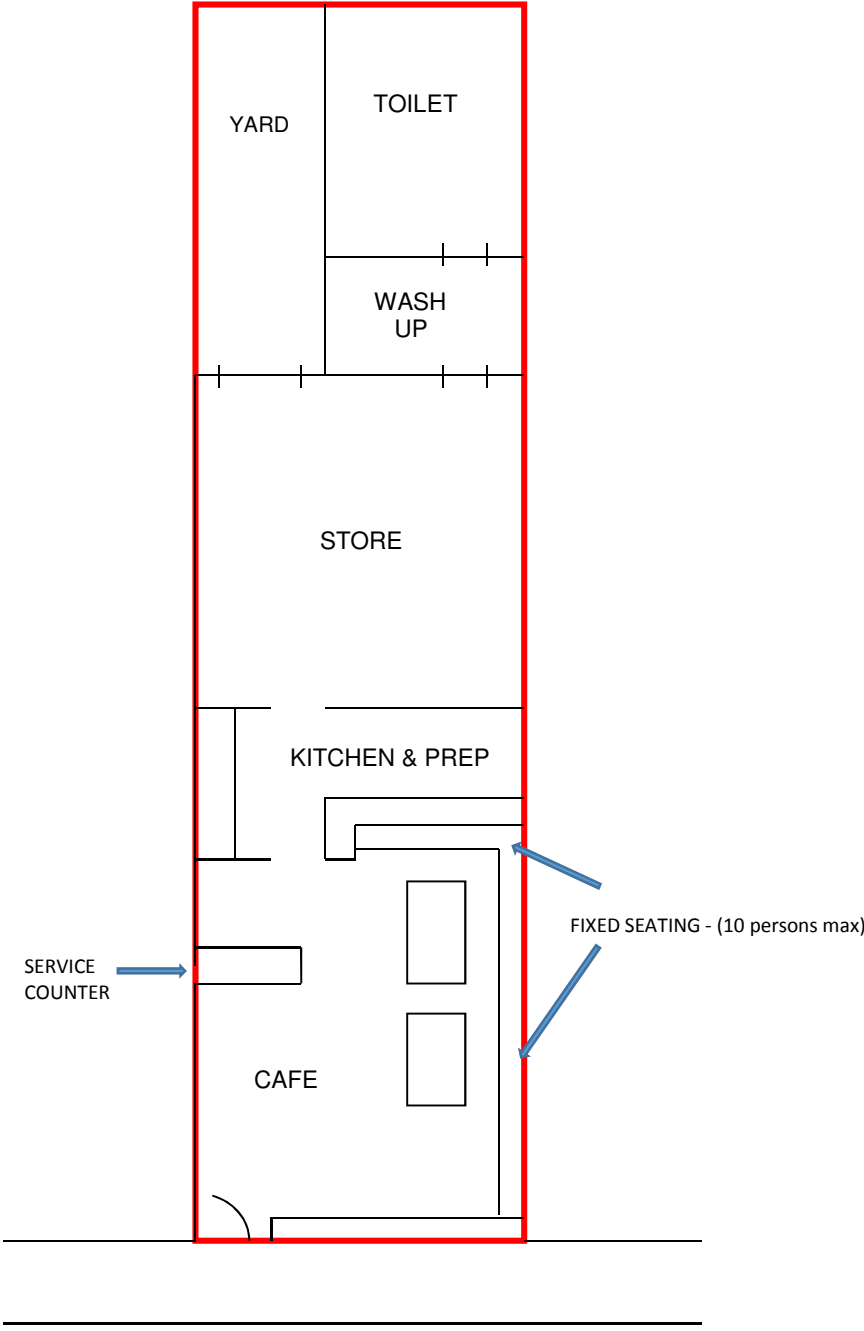 TOILET
YARD
WASH
UP
STORE
KITCHEN & PREP
FIXED SEATING - (10 persons max)
SERVICE
COUNTER
CAFE